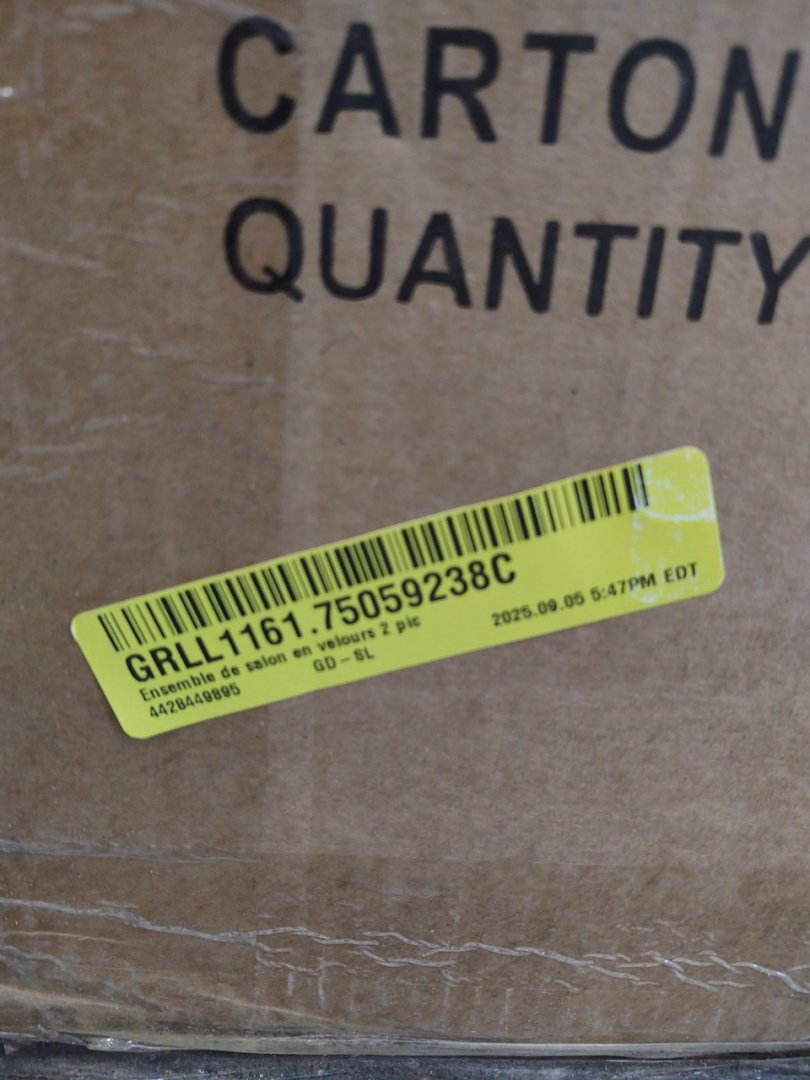 CARTON
QUANTITY
GRLL1161.75059238C
Ensemble de salon en velours 2 pic
2025.09.05 5:47PM EDT
4428449895
GD-SL